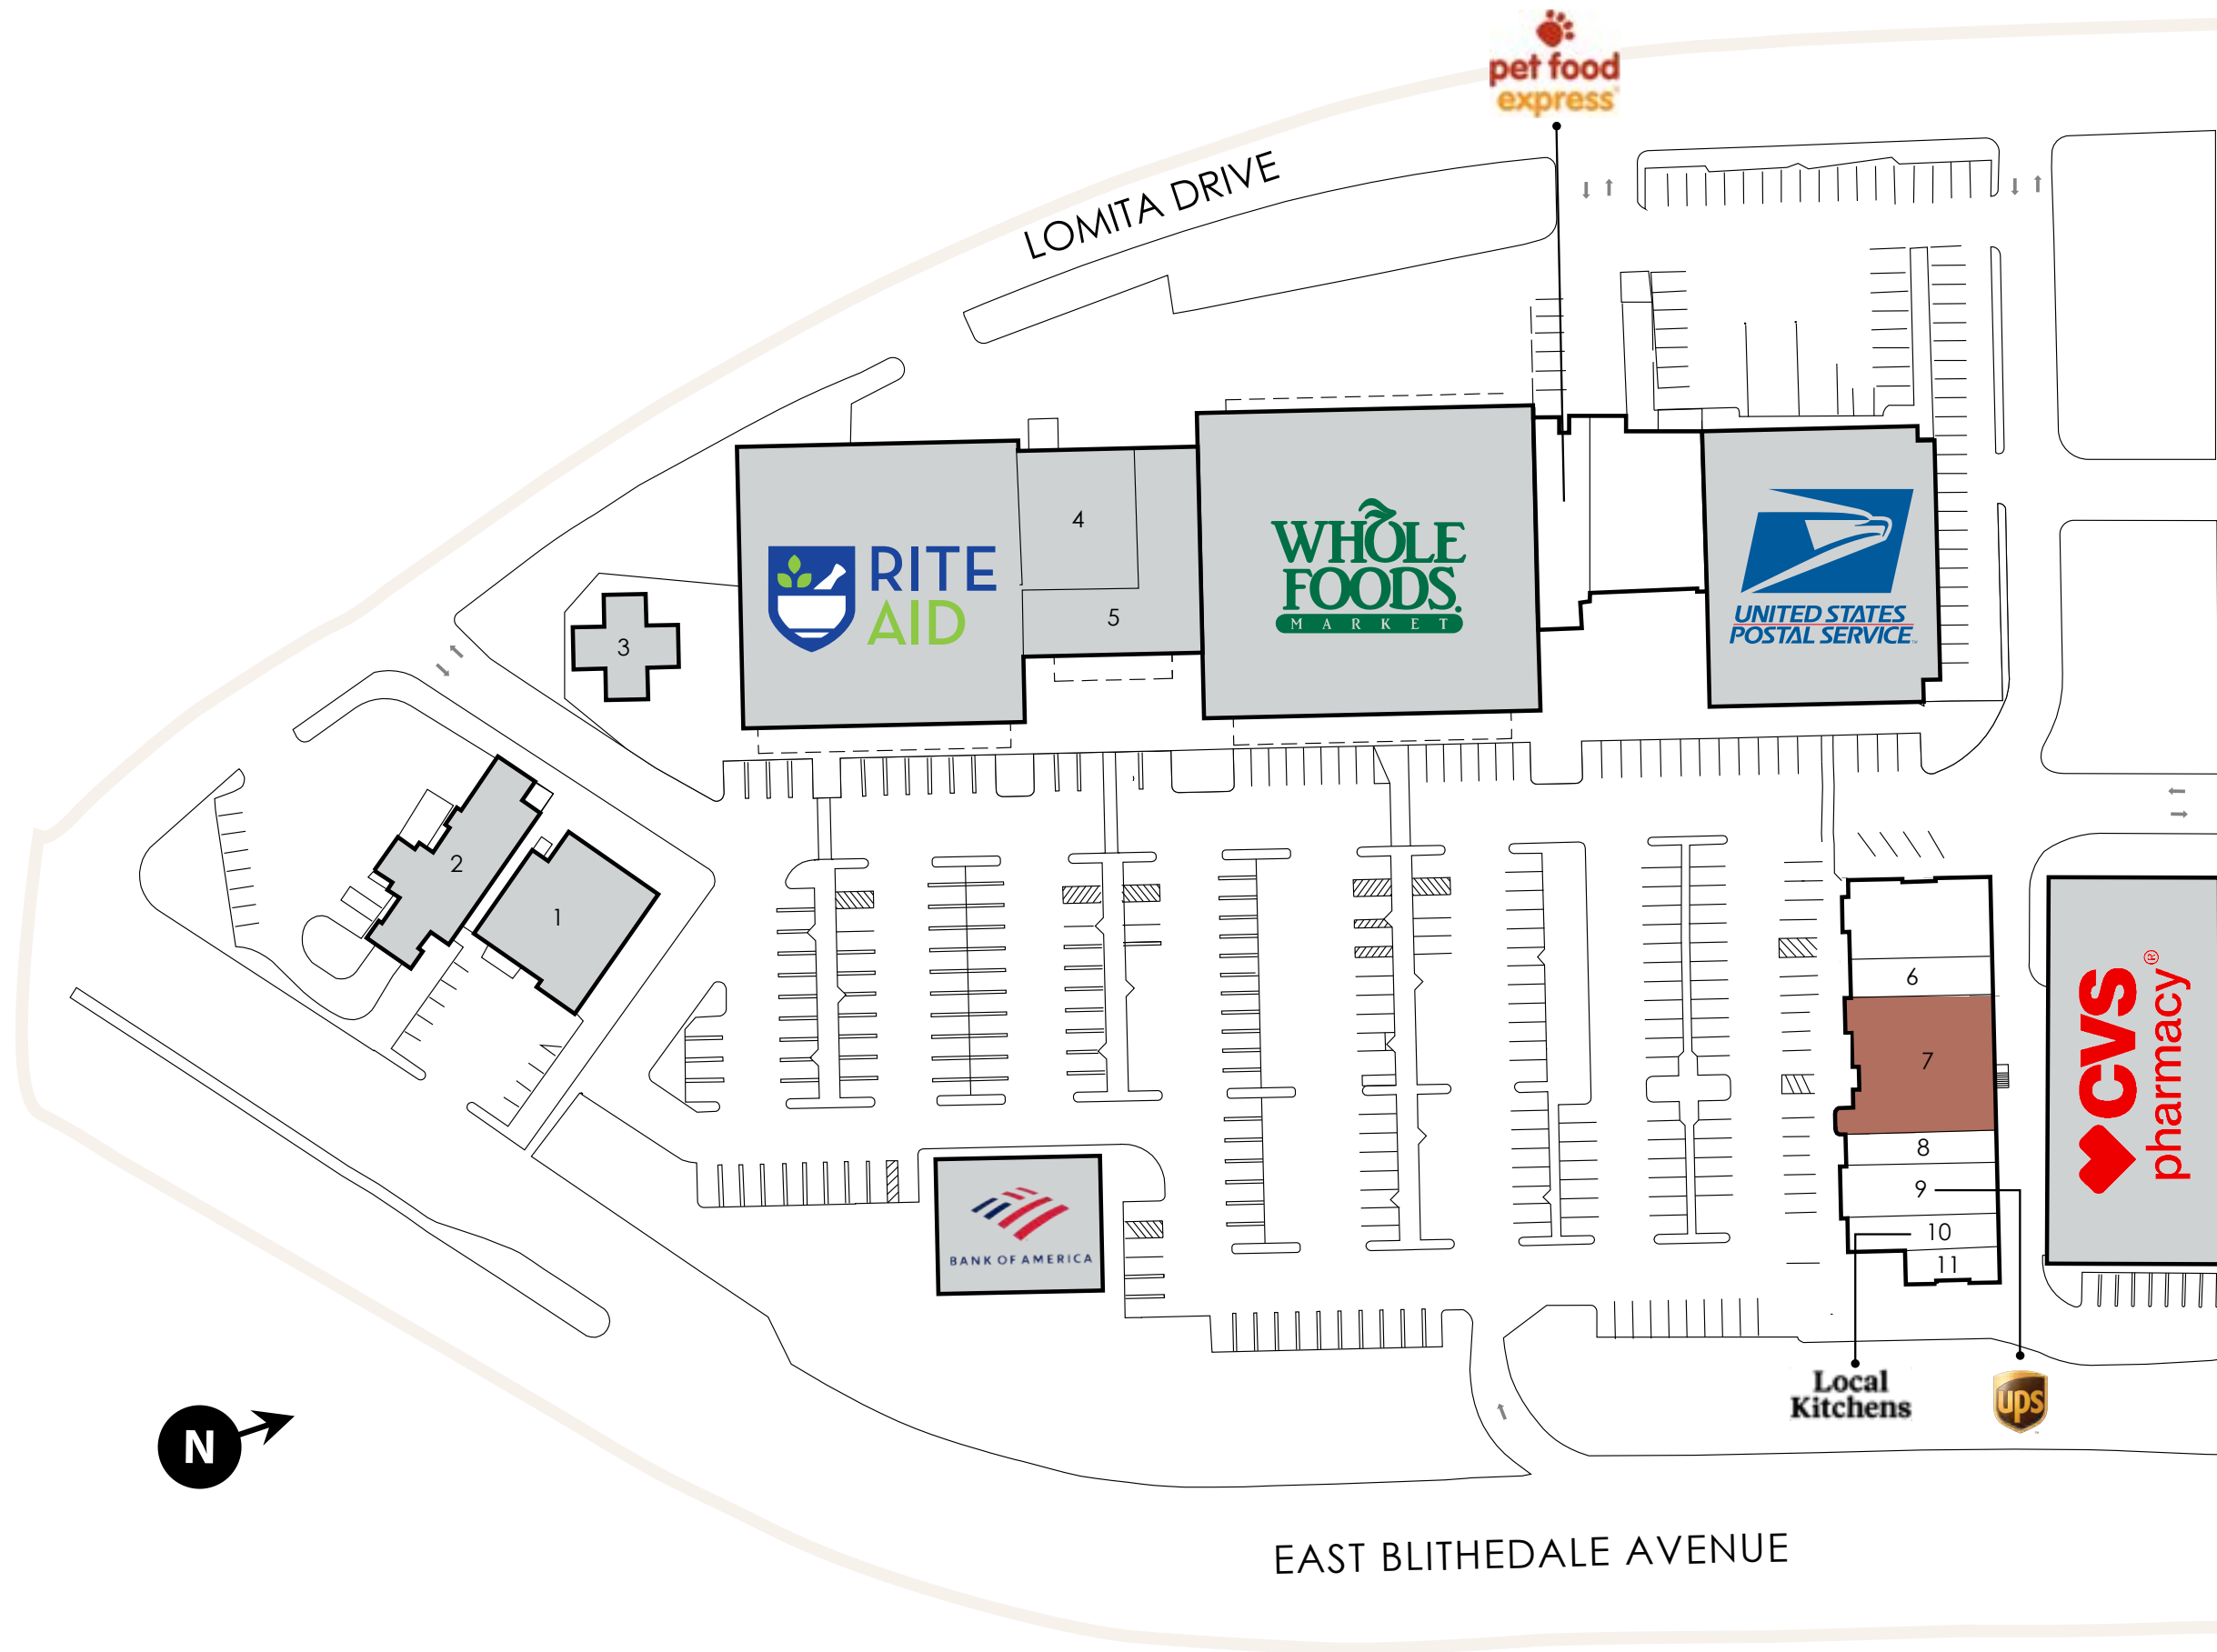 pet food
express
LOMITA DRIVE
RITE
AID
4
5
WHOLE
FOODS
MARKET
UNITED STATES
POSTAL SERVICE
3
2
1
6
7
8
9
10
11
CVS
pharmacy®
BANK OF AMERICA
Local
Kitchens
ups
N
EAST BLITHEDALE AVENUE